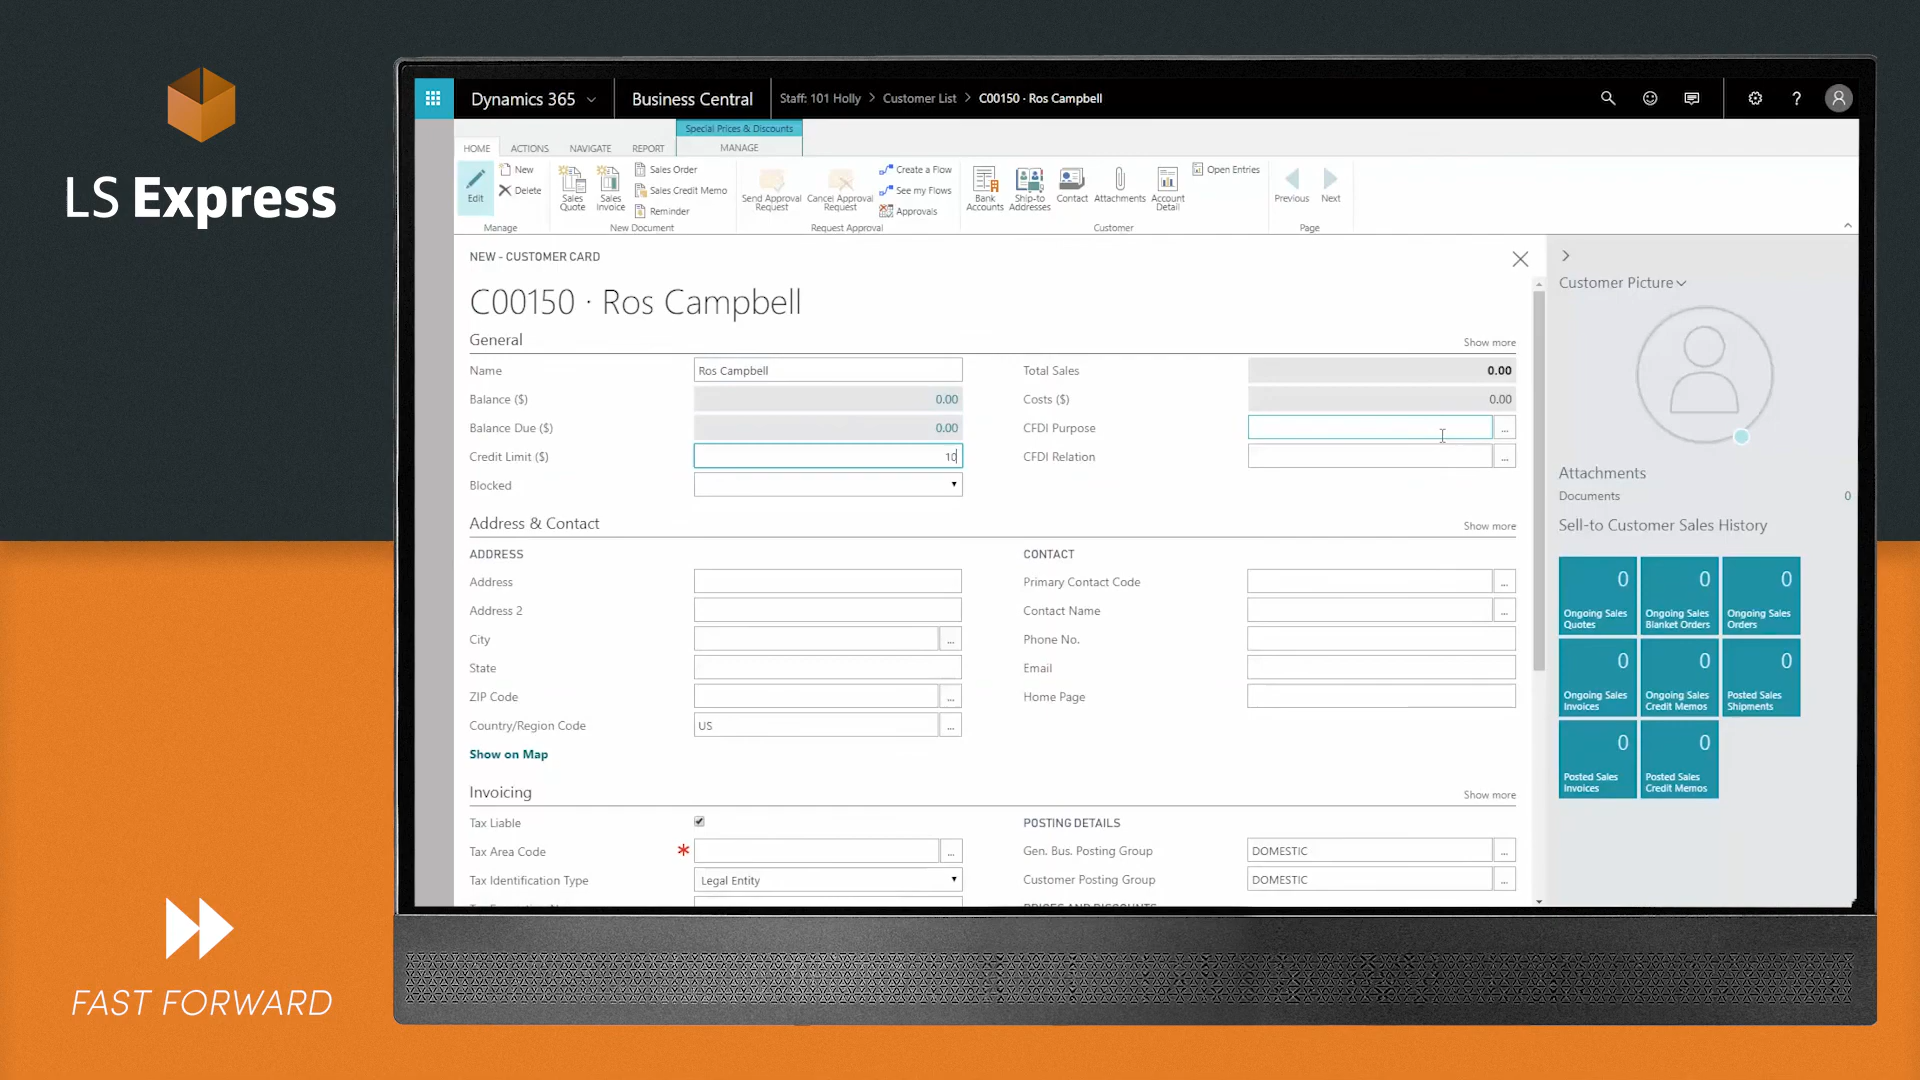 LS Express
FAST FORWARD
Dynamics 365
Business Central
Staff: 101 Holly > Customer List > C00150 · Ros Campbell
Special Prices & Discounts
HOME
ACTIONS
NAVIGATE
REPORT
MANAGE
Edit
New
Delete
Manage
Sales Quote
Sales Invoice
Sales Order
Sales Credit Memo
Reminder
New Document
Send Approval Request
Cancel Approval Request
Create a Flow
See my Flows
Approvals
Request Approval
Bank Accounts
Ship-to Addresses
Contact
Attachments
Account Detail
Open Entries
Customer
Previous
Next
Page
NEW - CUSTOMER CARD
C00150 · Ros Campbell
General
Show more
Name
Ros Campbell
Balance ($)
0.00
Balance Due ($)
0.00
Credit Limit ($)
10
Blocked
Total Sales
0.00
Costs ($)
0.00
CFDI Purpose
...
CFDI Relation
...
Address & Contact
Show more
ADDRESS
Address
Address 2
City
...
State
ZIP Code
...
Country/Region Code
US
...
Show on Map
CONTACT
Primary Contact Code
...
Contact Name
...
Phone No.
Email
Home Page
Invoicing
Show more
Tax Liable
Tax Area Code
*
...
Tax Identification Type
Legal Entity
POSTING DETAILS
Gen. Bus. Posting Group
DOMESTIC
...
Customer Posting Group
DOMESTIC
...
Customer Picture
Attachments
Documents
0
Sell-to Customer Sales History
0
Ongoing Sales Quotes
0
Ongoing Sales Blanket Orders
0
Ongoing Sales Orders
0
Ongoing Sales Invoices
0
Ongoing Sales Credit Memos
0
Posted Sales Shipments
0
Posted Sales Invoices
0
Posted Sales Credit Memos